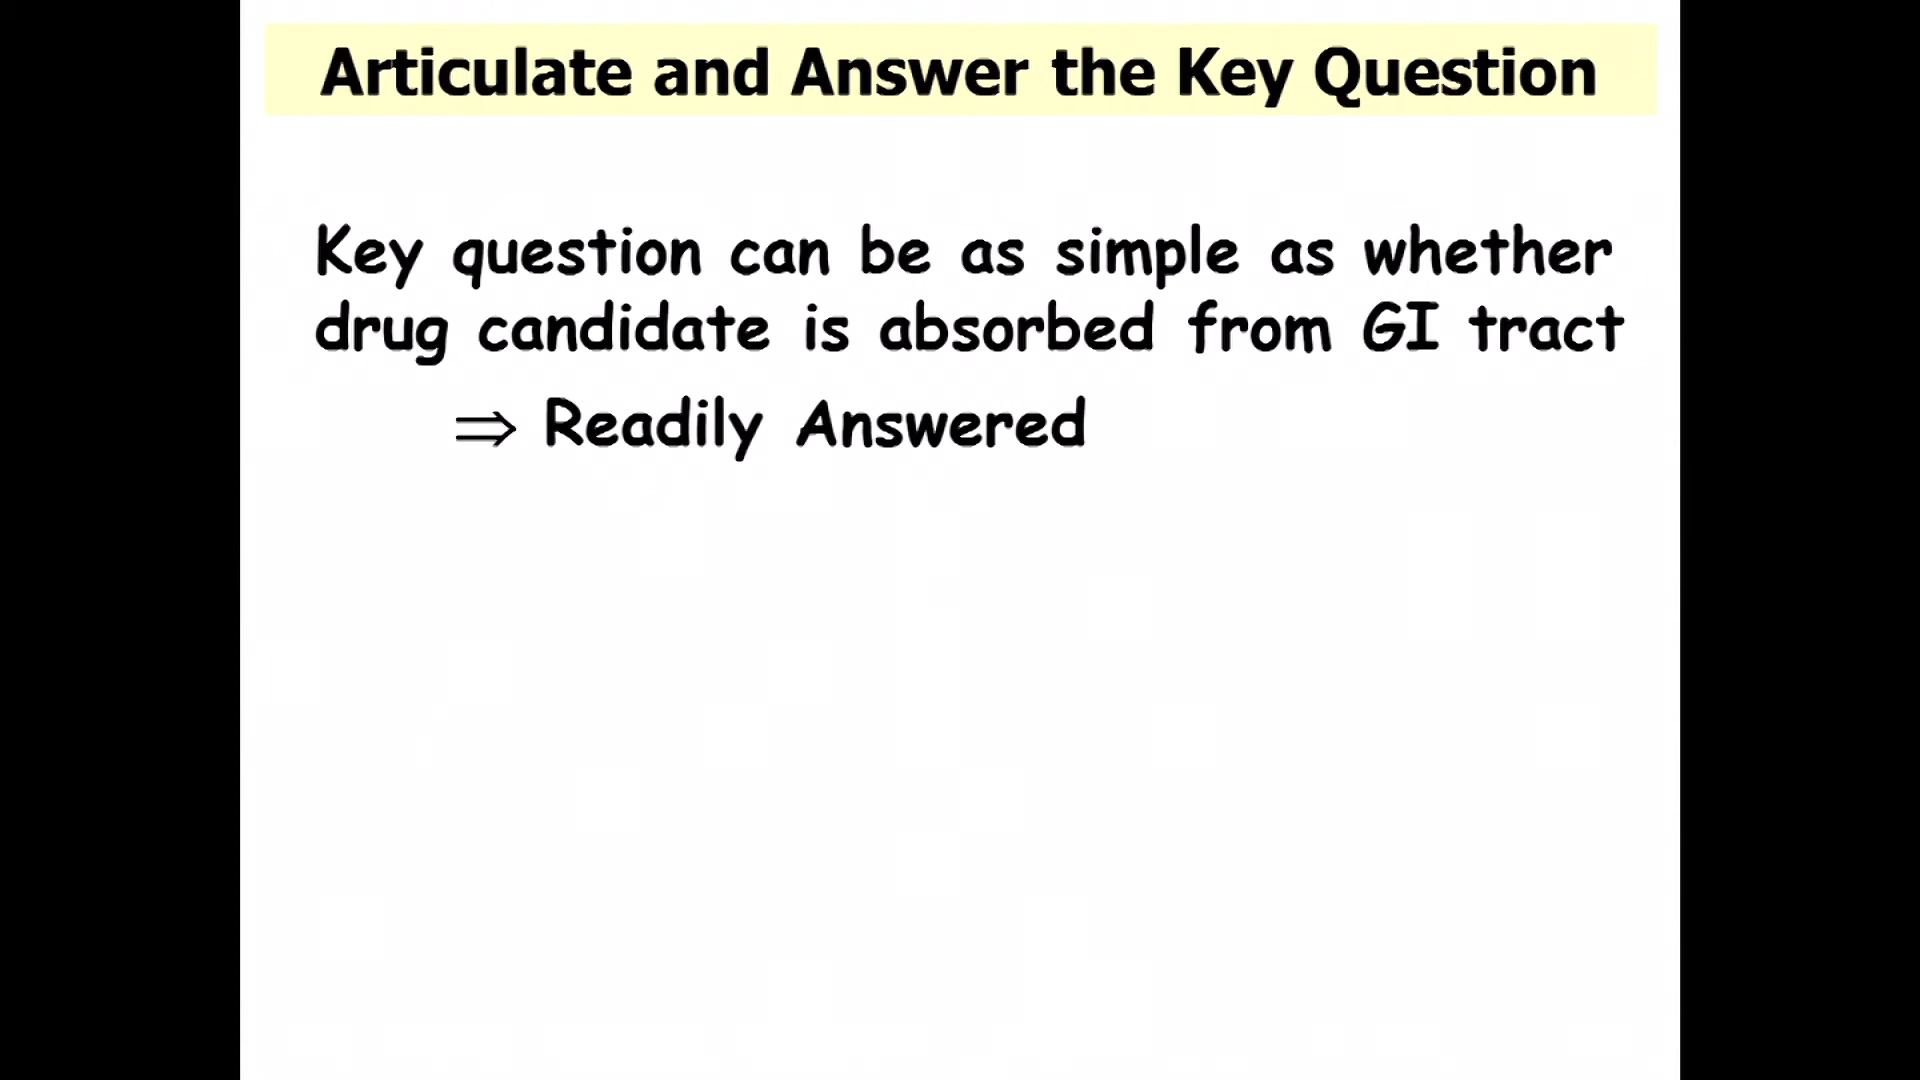 Articulate and Answer the Key Question
Key question can be as simple as whether
drug candidate is absorbed from GI tract
⇒ Readily Answered